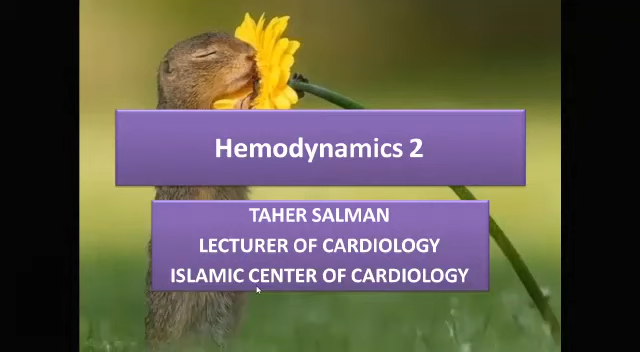 Hemodynamics 2
TAHER SALMAN
LECTURER OF CARDIOLOGY
ISLAMIC CENTER OF CARDIOLOGY